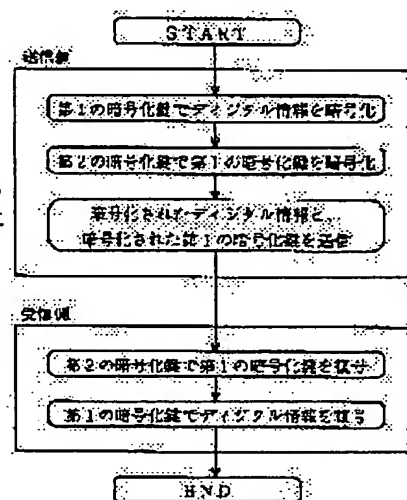 START
送信側
第1の暗号化鍵でディジタル情報を暗号化
第2の暗号化鍵で第1の暗号化鍵を暗号化
暗号化されたディジタル情報と、
暗号化された第1の暗号化鍵を送信
受信側
第2の暗号化鍵で第1の暗号化鍵を復号
第1の暗号化鍵でディジタル情報を復号
END